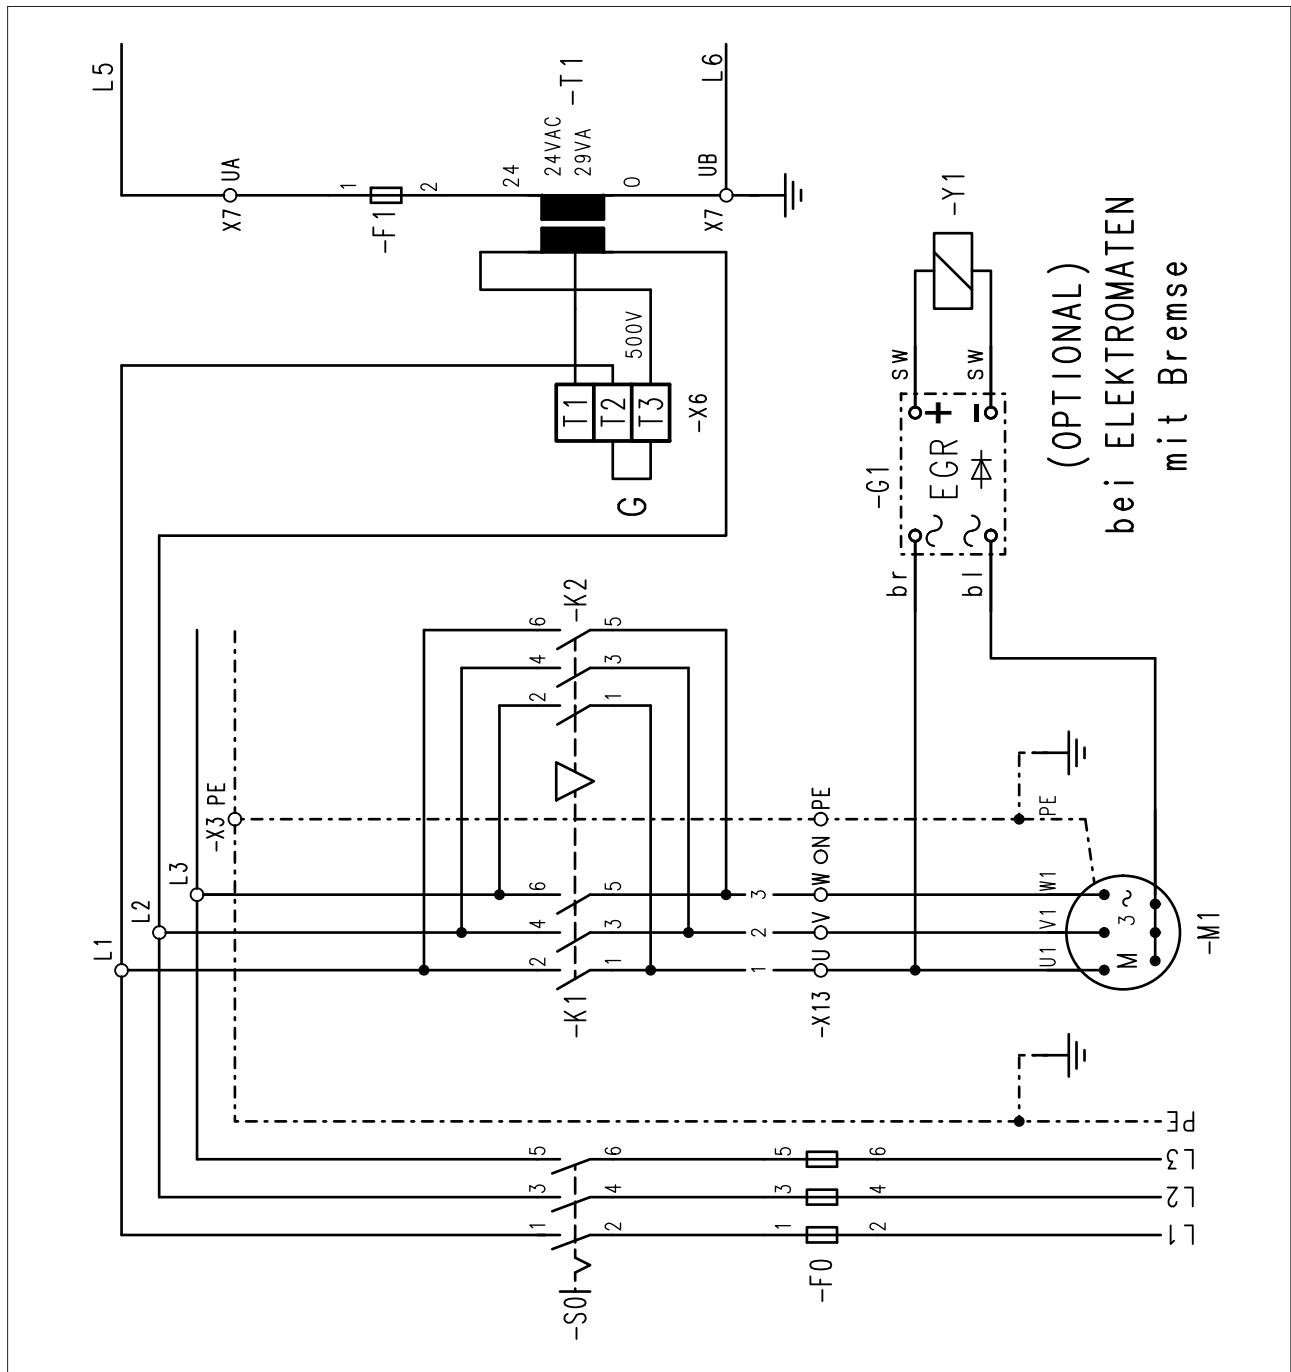 L1
L2
L3
PE
-F0
1
2
3
4
5
6
-S0
1
2
3
4
5
6
L1
L2
L3
-X3 PE
-K1
2
1
4
3
6
5
-K2
2
1
4
3
6
5
1
2
3
-X13
U
V
W
N
PE
U1
V1
W1
PE
M
3
~
-M1
br
bl
-G1
EGR
~
~
+
-
sw
sw
-Y1
(OPTIONAL)
bei ELEKTROMATEN
mit Bremse
G
T1
T2
T3
-X6
500V
L5
X7
UA
-F1
1
2
24
0
24VAC
29VA
-T1
X7
UB
L6